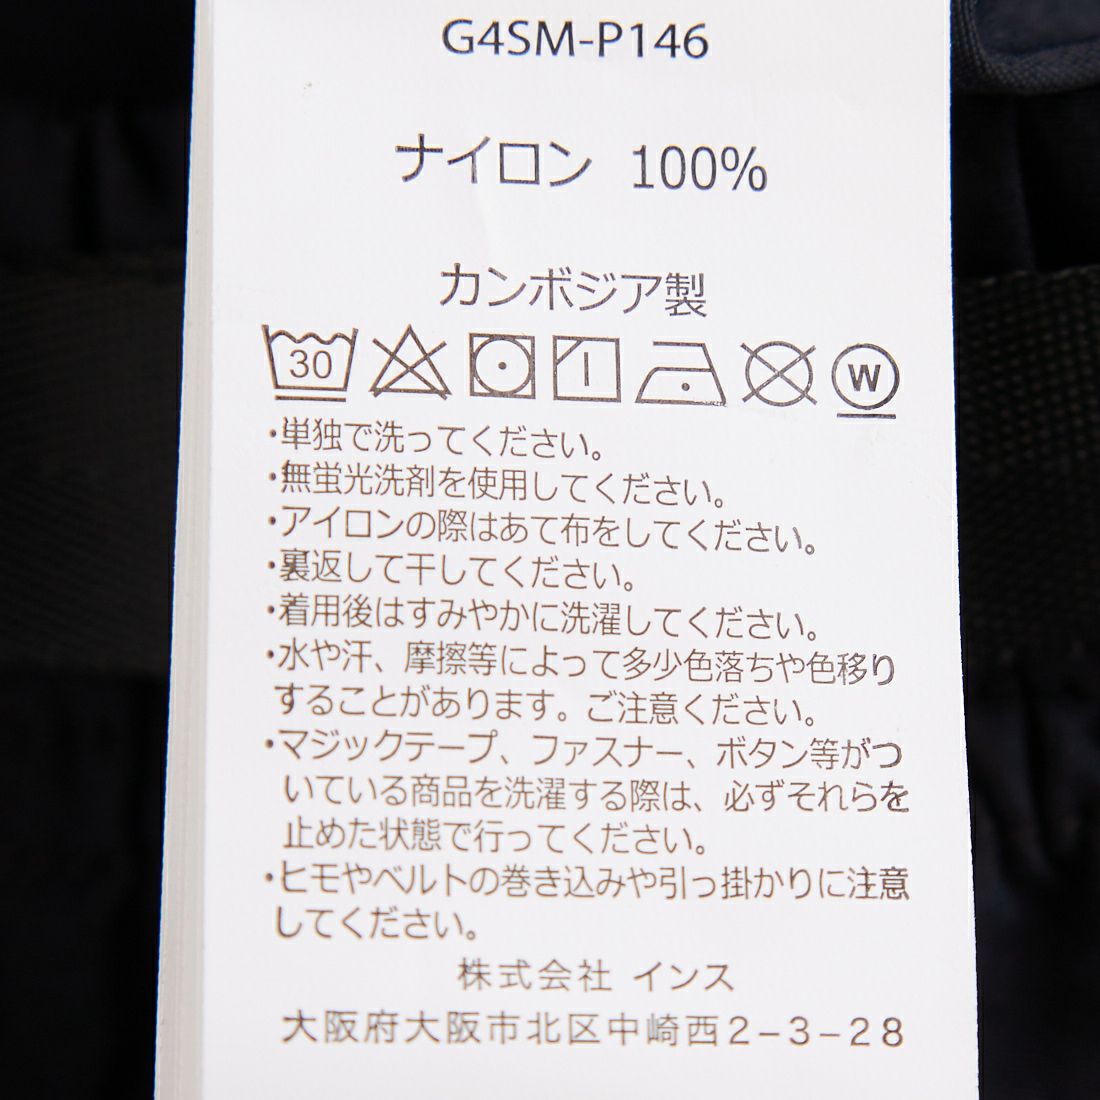 G4SM-P146
ナイロン 100%
カンボジア製
30 W
・単独で洗ってください。
・無蛍光洗剤を使用してください。
・アイロンの際はあて布をしてください。
・裏返して干してください。
・着用後はすみやかに洗濯してください。
・水や汗、摩擦等によって多少色落ちや色移り
することがあります。ご注意ください。
・マジックテープ、ファスナー、ボタン等がつ
いている商品を洗濯する際は、必ずそれらを
止めた状態で行ってください。
・ヒモやベルトの巻き込みや引っ掛かりに注意
してください。
株式会社 インス
大阪府大阪市北区中崎西2-3-28